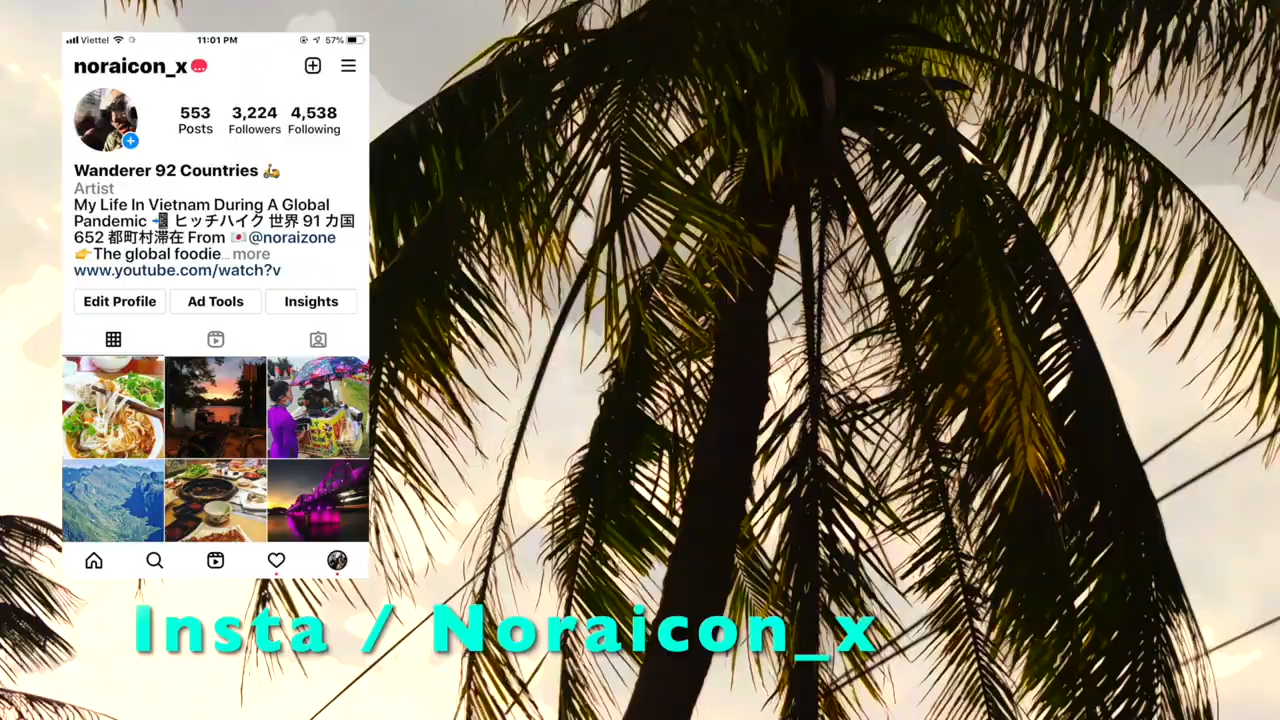 Viettel 11:01 PM 57%
noraicon_x
553 3,224 4,538
Posts Followers Following
Wanderer 92 Countries 🛵
Artist
My Life In Vietnam During A Global
Pandemic 📲 ヒッチハイク 世界 91 カ国
652 都町村滞在 From 🇯🇵@noraizone
👉The global foodie... more
www.youtube.com/watch?v
Edit Profile Ad Tools Insights
Insta / Noraicon_x